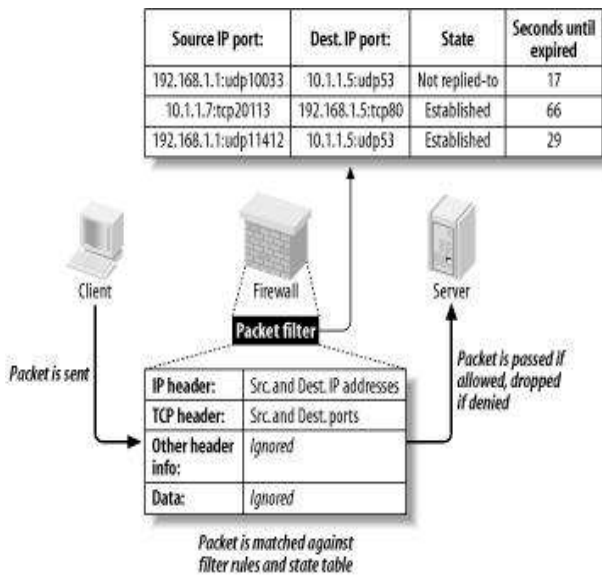 Source IP port: Dest. IP port: State Seconds until expired
192.168.1.1:udp10033 10.1.1.5:udp53 Not replied-to 17
10.1.1.7:tcp20113 192.168.1.5:tcp80 Established 66
192.168.1.1:udp11412 10.1.1.5:udp53 Established 29
Client
Firewall
Server
Packet filter
Packet is sent
Packet is passed if
allowed, dropped
if denied
IP header: Src. and Dest. IP addresses
TCP header: Src. and Dest. ports
Other header info: Ignored
Data: Ignored
Packet is matched against
filter rules and state table